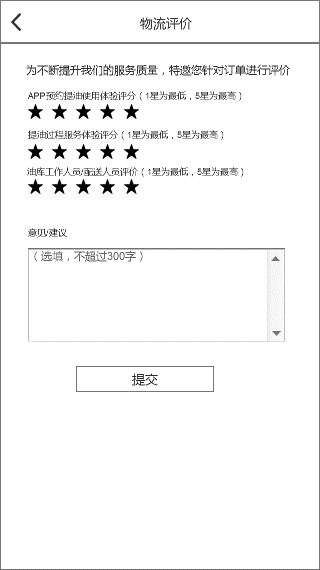 物流评价
为不断提升我们的服务质量，特邀您针对订单进行评价
APP预约提油使用体验评分（1星为最低，5星为最高）
提油过程服务体验评分（1星为最低，5星为最高）
油库工作人员/配送人员评价（1星为最低，5星为最高）
意见/建议
（选填，不超过300字）
提交